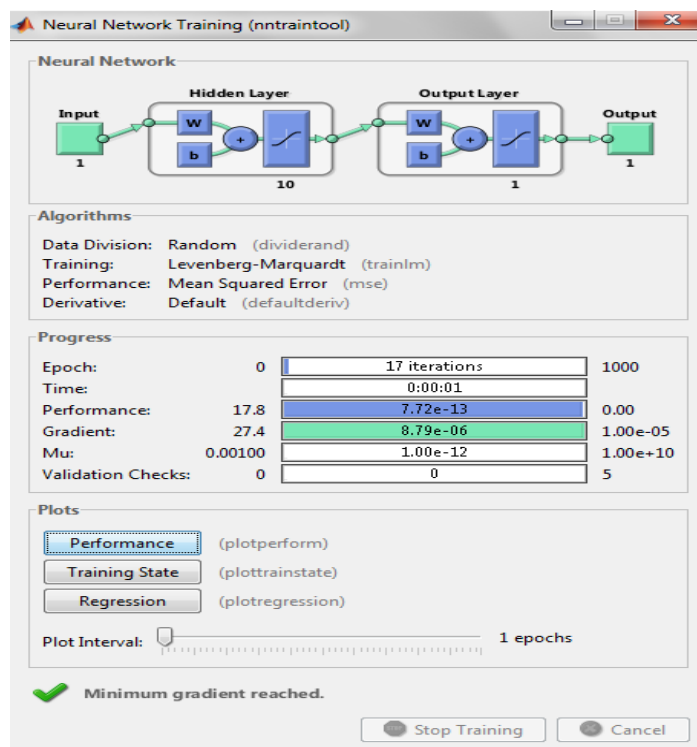 Neural Network Training (nntraintool)
Neural Network
Hidden Layer Output Layer
Input Output
W W
b b
+ +
1 10 1 1
Algorithms
Data Division: Random (dividerand)
Training: Levenberg-Marquardt (trainlm)
Performance: Mean Squared Error (mse)
Derivative: Default (defaultderiv)
Progress
Epoch: 0 17 iterations 1000
Time: 0:00:01
Performance: 17.8 7.72e-13 0.00
Gradient: 27.4 8.79e-06 1.00e-05
Mu: 0.00100 1.00e-12 1.00e+10
Validation Checks: 0 0 5
Plots
Performance (plotperform)
Training State (plottrainstate)
Regression (plotregression)
Plot Interval: 1 epochs
Minimum gradient reached.
Stop Training Cancel